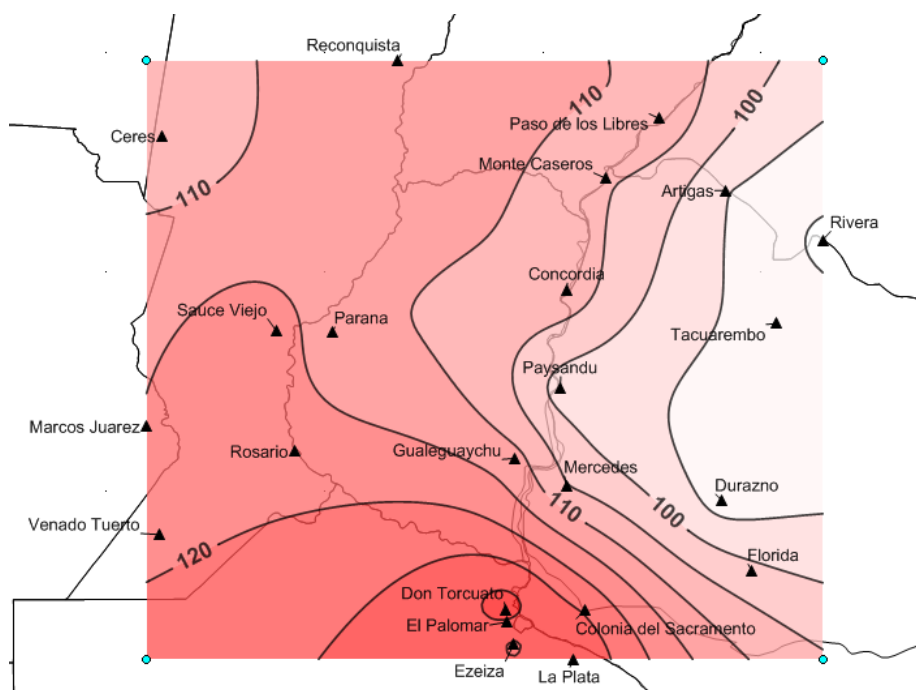 Reconquista
110
100
Paso de los Libres
Ceres
Monte Caseros
110
Artigas
Rivera
Concordia
Sauce Viejo
Parana
Tacuarembo
Paysandu
Marcos Juarez
Rosario
Gualeguaychu
Mercedes
Durazno
110
100
Venado Tuerto
120
Florida
Don Torcuato
El Palomar
Colonia del Sacramento
Ezeiza
La Plata